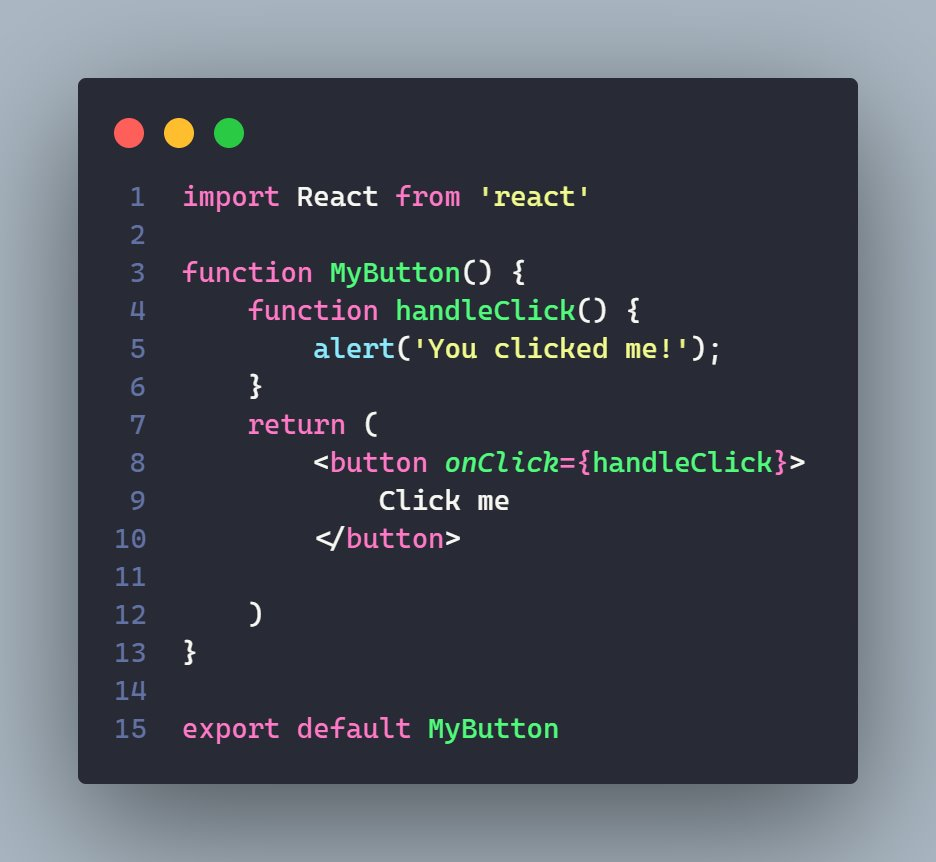 1 import React from 'react'
2
3 function MyButton() {
4     function handleClick() {
5         alert('You clicked me!');
6     }
7     return (
8         <button onClick={handleClick}>
9             Click me
10         </button>
11
12     )
13 }
14
15 export default MyButton